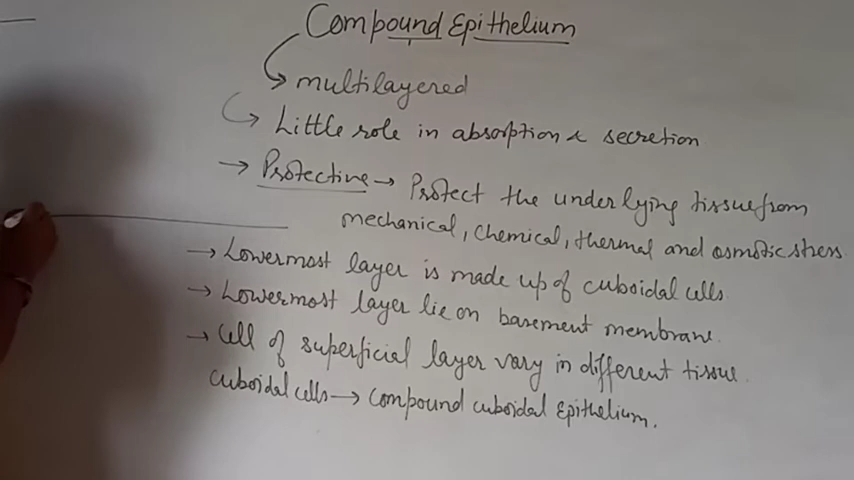 Compound Epithelium
→ multilayered
→ Little role in absorption & secretion
→ Protective → Protect the underlying tissue from
mechanical, chemical, thermal and osmotic stress
→ Lowermost layer is made up of cuboidal cells
→ Lowermost layer lie on basement membrane.
→ Cell of superficial layer vary in different tissue.
cuboidal cells → compound cuboidal Epithelium.